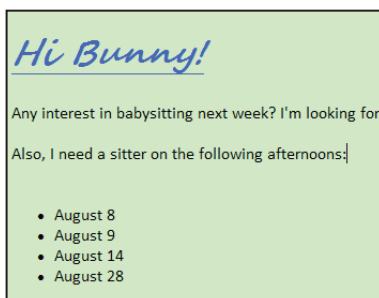 Hi Bunny!
Any interest in babysitting next week? I'm looking for
Also, I need a sitter on the following afternoons:
• August 8
• August 9
• August 14
• August 28